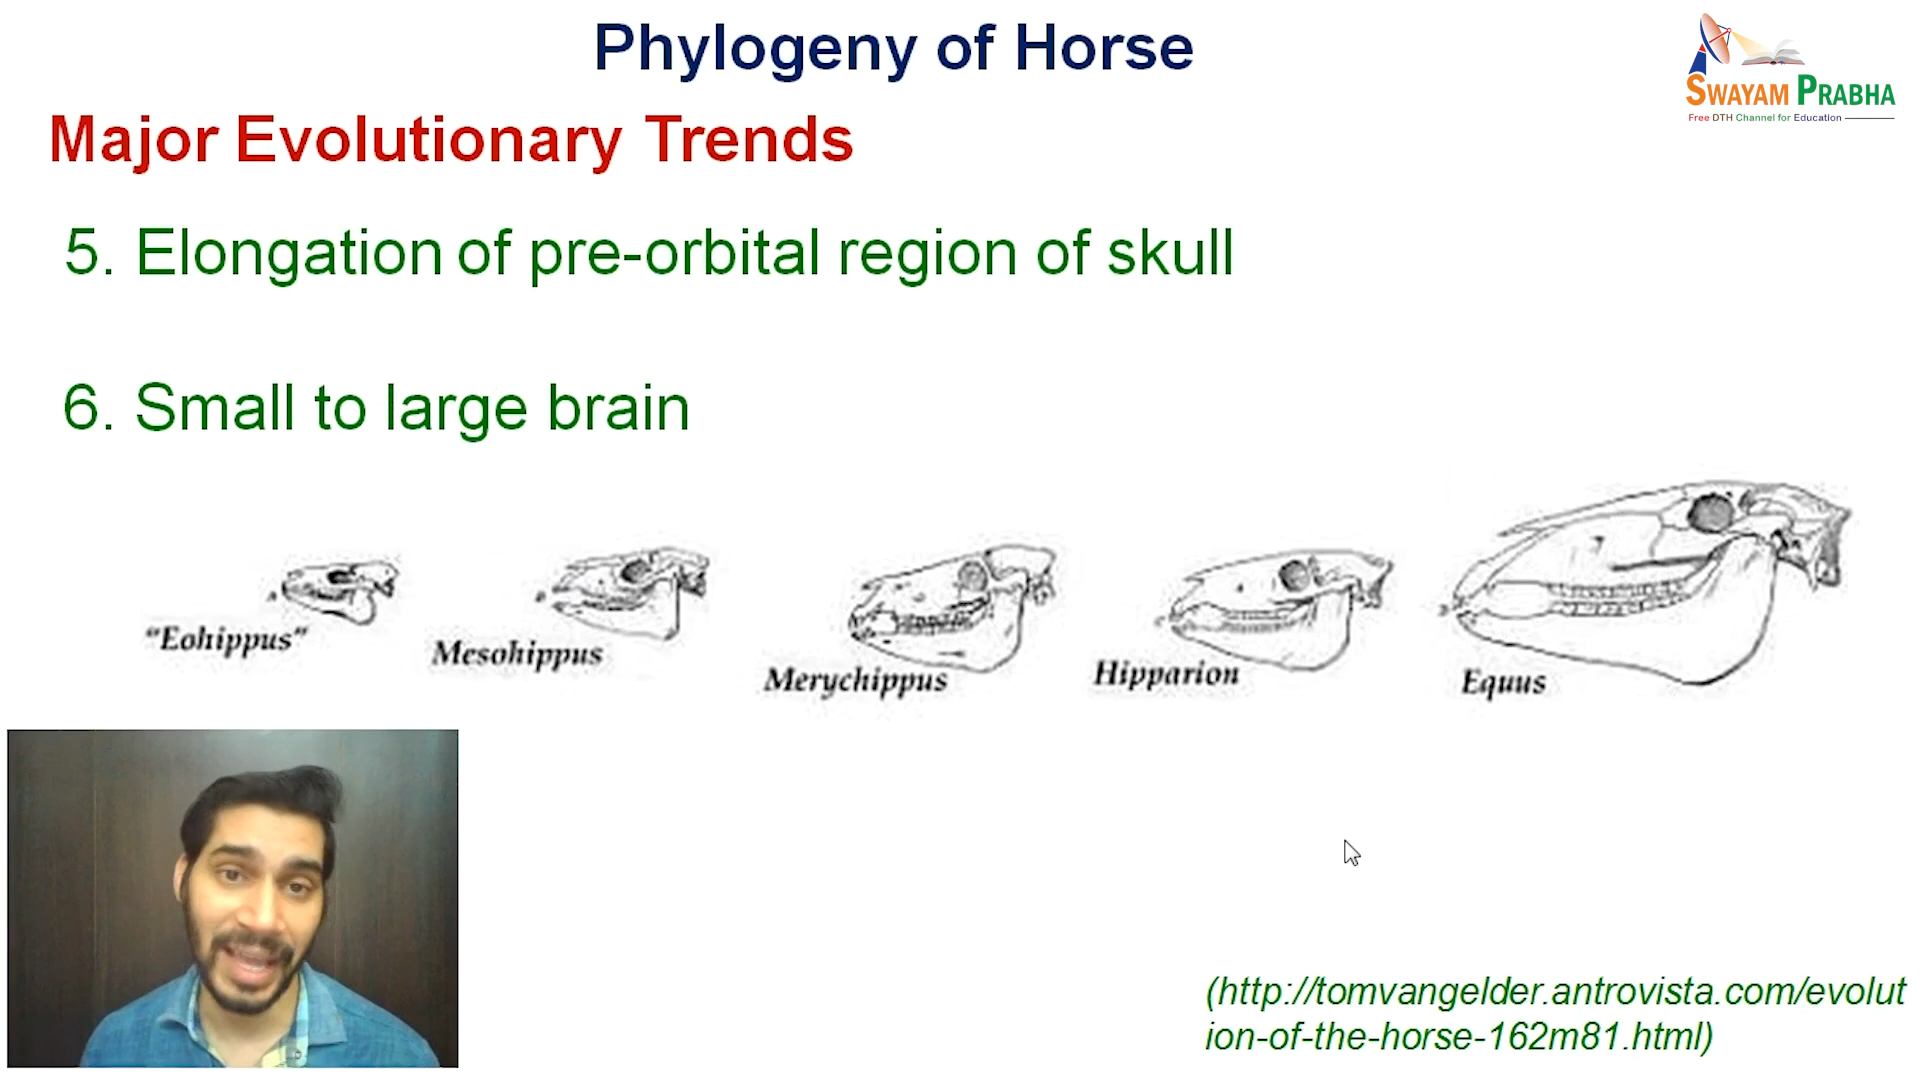 Phylogeny of Horse
SWAYAM PRABHA
Free DTH Channel for Education
Major Evolutionary Trends
5. Elongation of pre-orbital region of skull
6. Small to large brain
"Eohippus"
Mesohippus
Merychippus
Hipparion
Equus
(http://tomvangelder.antrovista.com/evolut
ion-of-the-horse-162m81.html)